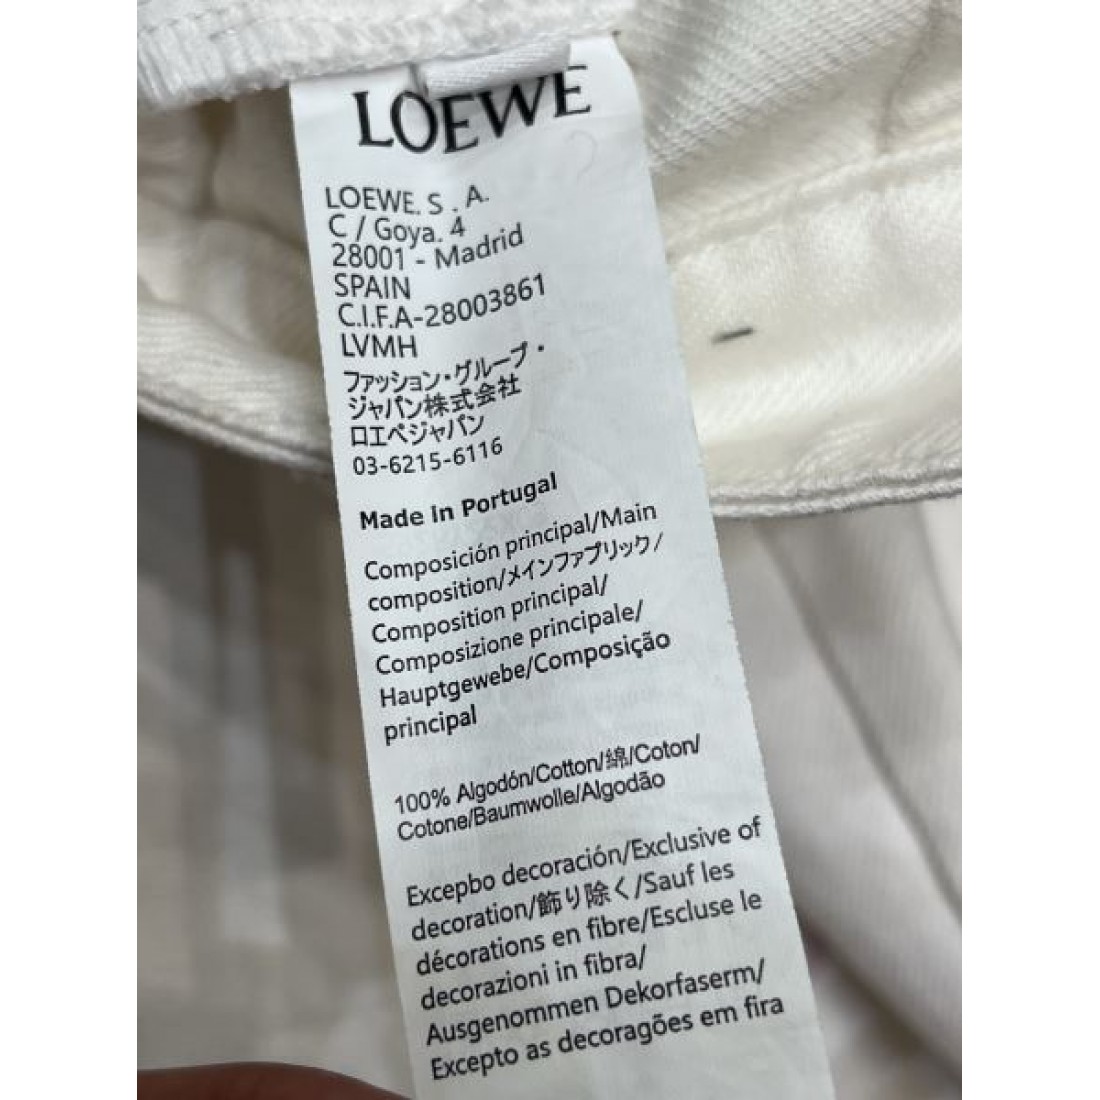 LOEWE
LOEWE. S . A.
C / Goya. 4
28001 - Madrid
SPAIN
C.I.F.A-28003861
LVMH
ファッション・グループ・
ジャパン株式会社
ロエベジャパン
03-6215-6116
Made in Portugal
Composición principal/Main
composition/メインファブリック/
Composition principal/
Composizione principale/
Hauptgewebe/Composição
principal
100% Algodón/Cotton/綿/Coton/
Cotone/Baumwolle/Algodão
Excepbo decoración/Exclusive of
decoration/飾り除く/Sauf les
décorations en fibre/Escluse le
decorazioni in fibra/
Ausgenommen Dekorfaserm/
Excepto as decoragões em fira